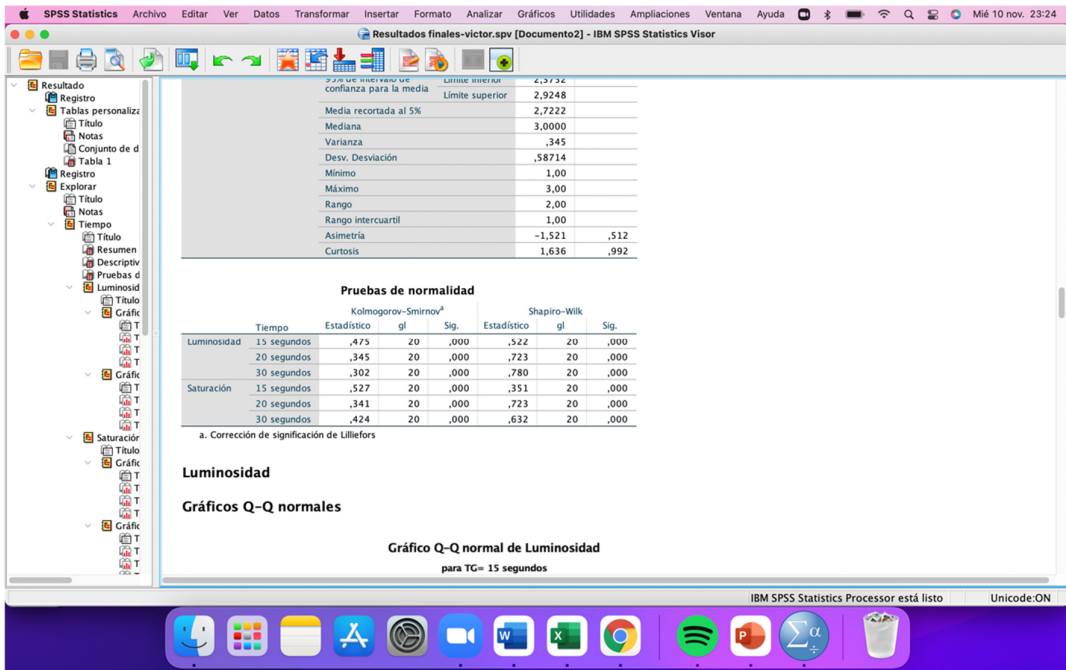 SPSS Statistics Archivo Editar Ver Datos Transformar Insertar Formato Analizar Gráficos Utilidades Ampliaciones Ventana Ayuda Mié 10 nov. 23:24
Resultados finales-victor.spv [Documento2] - IBM SPSS Statistics Visor
Resultado
Registro
Tablas personaliza
Título
Notas
Conjunto de d
Tabla 1
Registro
Explorar
Título
Notas
Tiempo
Título
Resumen
Descriptiv
Pruebas d
Luminosid
Título
Gráfic
T
T
T
T
Gráfic
T
T
T
T
Saturación
Título
Gráfic
T
T
T
T
Gráfic
T
T
T
95% de intervalo de confianza para la media Límite inferior 2,3732
Límite superior 2,9248
Media recortada al 5% 2,7222
Mediana 3,0000
Varianza ,345
Desv. Desviación ,58714
Mínimo 1,00
Máximo 3,00
Rango 2,00
Rango intercuartil 1,00
Asimetría -1,521 ,512
Curtosis 1,636 ,992
Pruebas de normalidad
Kolmogorov-Smirnovª Shapiro-Wilk
Tiempo Estadístico gl Sig. Estadístico gl Sig.
Luminosidad 15 segundos ,475 20 ,000 ,522 20 ,000
20 segundos ,345 20 ,000 ,723 20 ,000
30 segundos ,302 20 ,000 ,780 20 ,000
Saturación 15 segundos ,527 20 ,000 ,351 20 ,000
20 segundos ,341 20 ,000 ,723 20 ,000
30 segundos ,424 20 ,000 ,632 20 ,000
a. Corrección de significación de Lilliefors
Luminosidad
Gráficos Q-Q normales
Gráfico Q-Q normal de Luminosidad
para TG= 15 segundos
IBM SPSS Statistics Processor está listo Unicode:ON